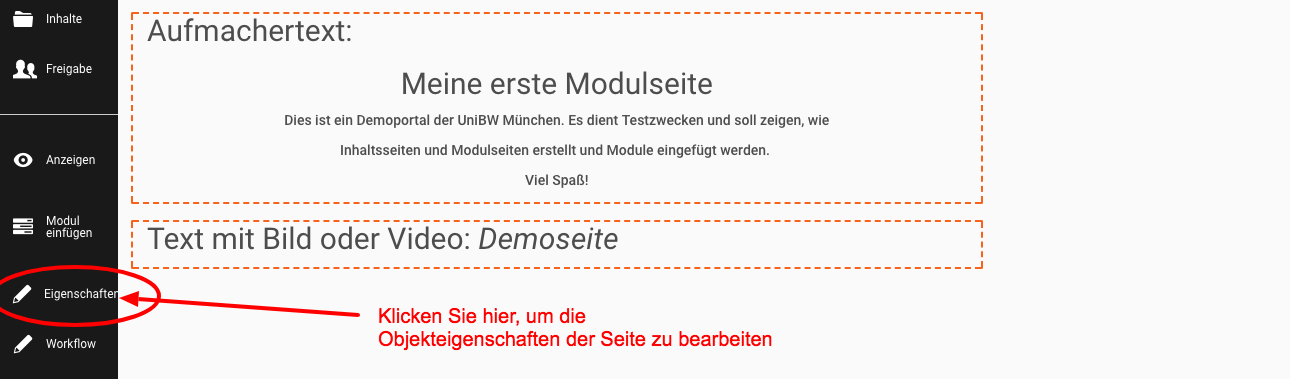 Inhalte
Freigabe
Anzeigen
Modul
einfügen
Eigenschaften
Workflow
Aufmachertext:
Meine erste Modulseite
Dies ist ein Demoportal der UniBW München. Es dient Testzwecken und soll zeigen, wie
Inhaltsseiten und Modulseiten erstellt und Module eingefügt werden.
Viel Spaß!
Text mit Bild oder Video: Demoseite
Klicken Sie hier, um die
Objekteigenschaften der Seite zu bearbeiten